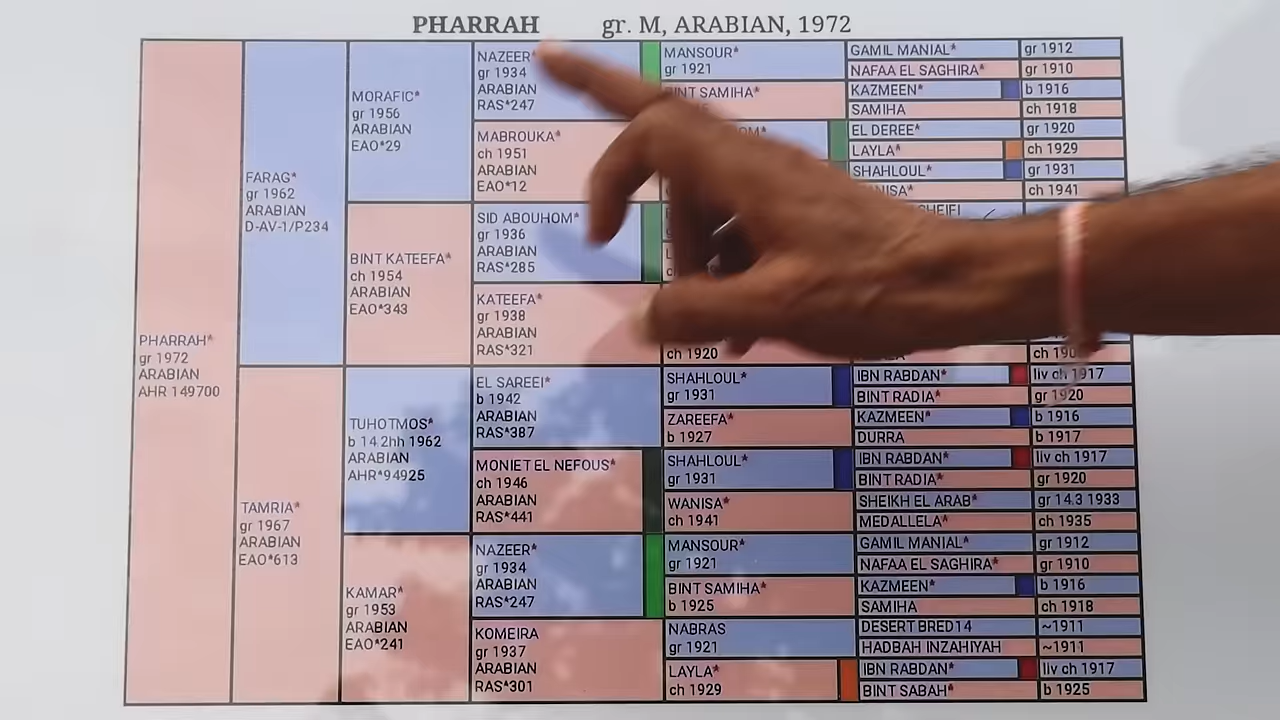 PHARRAH gr. M, ARABIAN, 1972
PHARRAH*
gr 1972
ARABIAN
AHR 149700
FARAG*
gr 1962
ARABIAN
D-AV-1/P234
TAMRIA*
gr 1967
ARABIAN
EAO*613
MORAFIC*
gr 1956
ARABIAN
EAO*29
BINT KATEEFA*
ch 1954
ARABIAN
EAO*343
TUHOTMOS*
b 14.2hh 1962
ARABIAN
AHR*94925
KAMAR*
gr 1953
ARABIAN
EAO*241
NAZEER*
gr 1934
ARABIAN
RAS*247
MABROUKA*
ch 1951
ARABIAN
EAO*12
SID ABOUHOM*
gr 1936
ARABIAN
RAS*285
KATEEFA*
gr 1938
ARABIAN
RAS*321
EL SAREEI*
b 1942
ARABIAN
RAS*387
MONIET EL NEFOUS*
ch 1946
ARABIAN
RAS*441
NAZEER*
gr 1934
ARABIAN
RAS*247
KOMEIRA
gr 1937
ARABIAN
RAS*301
MANSOUR*
gr 1921
BINT SAMIHA*
ch 1920
SHAHLOUL*
gr 1931
ZAREEFA*
b 1927
SHAHLOUL*
gr 1931
WANISA*
ch 1941
MANSOUR*
gr 1921
BINT SAMIHA*
b 1925
NABRAS
gr 1921
LAYLA*
ch 1929
GAMIL MANIAL* gr 1912
NAFAA EL SAGHIRA* gr 1910
KAZMEEN* b 1916
SAMIHA ch 1918
EL DEREE* gr 1920
LAYLA* ch 1929
SHAHLOUL* gr 1931
ch 1941
IBN RABDAN* liv ch 1917
BINT RADIA* gr 1920
KAZMEEN* b 1916
DURRA b 1917
IBN RABDAN* liv ch 1917
BINT RADIA* gr 1920
SHEIKH EL ARAB* gr 14.3 1933
MEDALLELA* ch 1935
GAMIL MANIAL* gr 1912
NAFAA EL SAGHIRA* gr 1910
KAZMEEN* b 1916
SAMIHA ch 1918
DESERT BRED14 ~1911
HADBAH INZAHIYAH ~1911
IBN RABDAN* liv ch 1917
BINT SABAH* b 1925